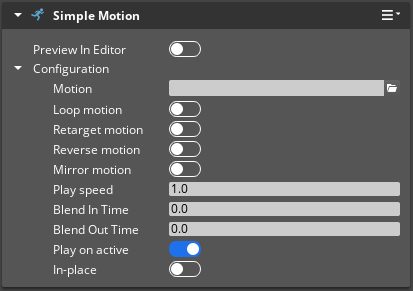 Simple Motion
Preview In Editor
Configuration
Motion
Loop motion
Retarget motion
Reverse motion
Mirror motion
Play speed 1.0
Blend In Time 0.0
Blend Out Time 0.0
Play on active
In-place